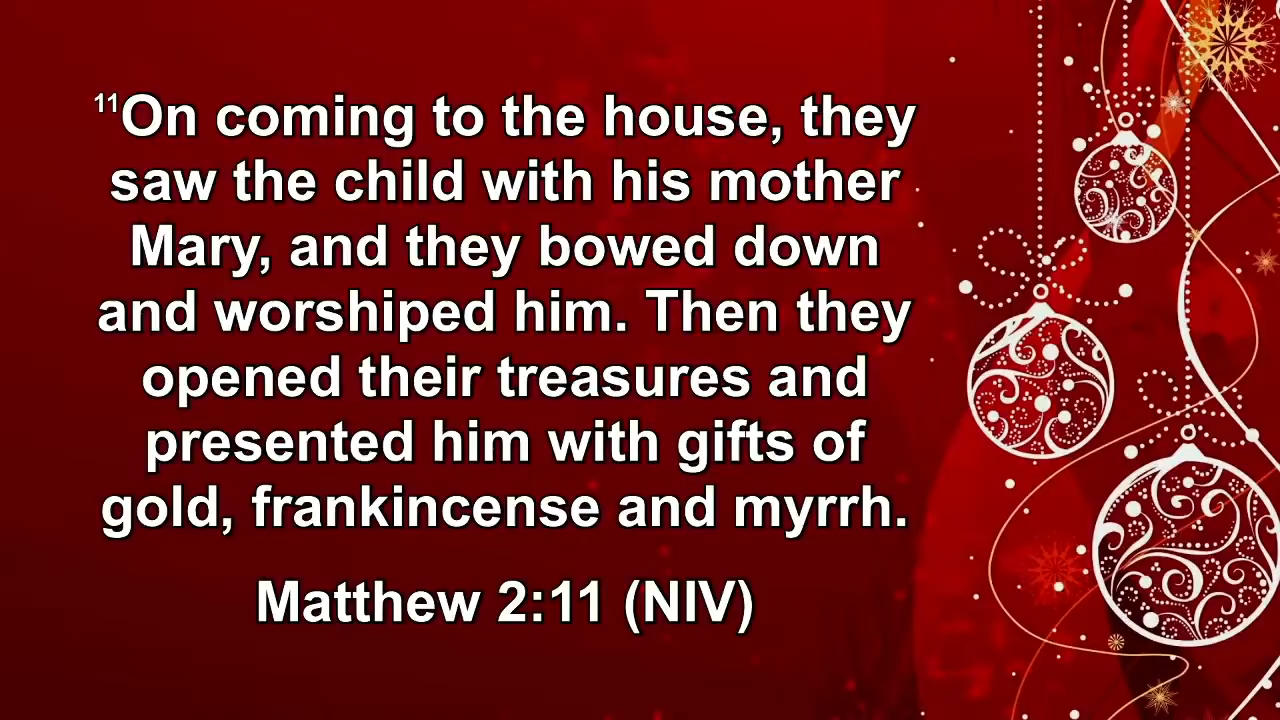 11On coming to the house, they
saw the child with his mother
Mary, and they bowed down
and worshiped him. Then they
opened their treasures and
presented him with gifts of
gold, frankincense and myrrh.
Matthew 2:11 (NIV)